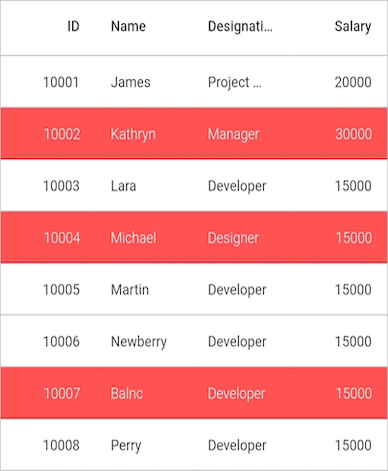 ID Name Designati... Salary
10001 James Project ... 20000
10002 Kathryn Manager 30000
10003 Lara Developer 15000
10004 Michael Designer 15000
10005 Martin Developer 15000
10006 Newberry Developer 15000
10007 Balnc Developer 15000
10008 Perry Developer 15000